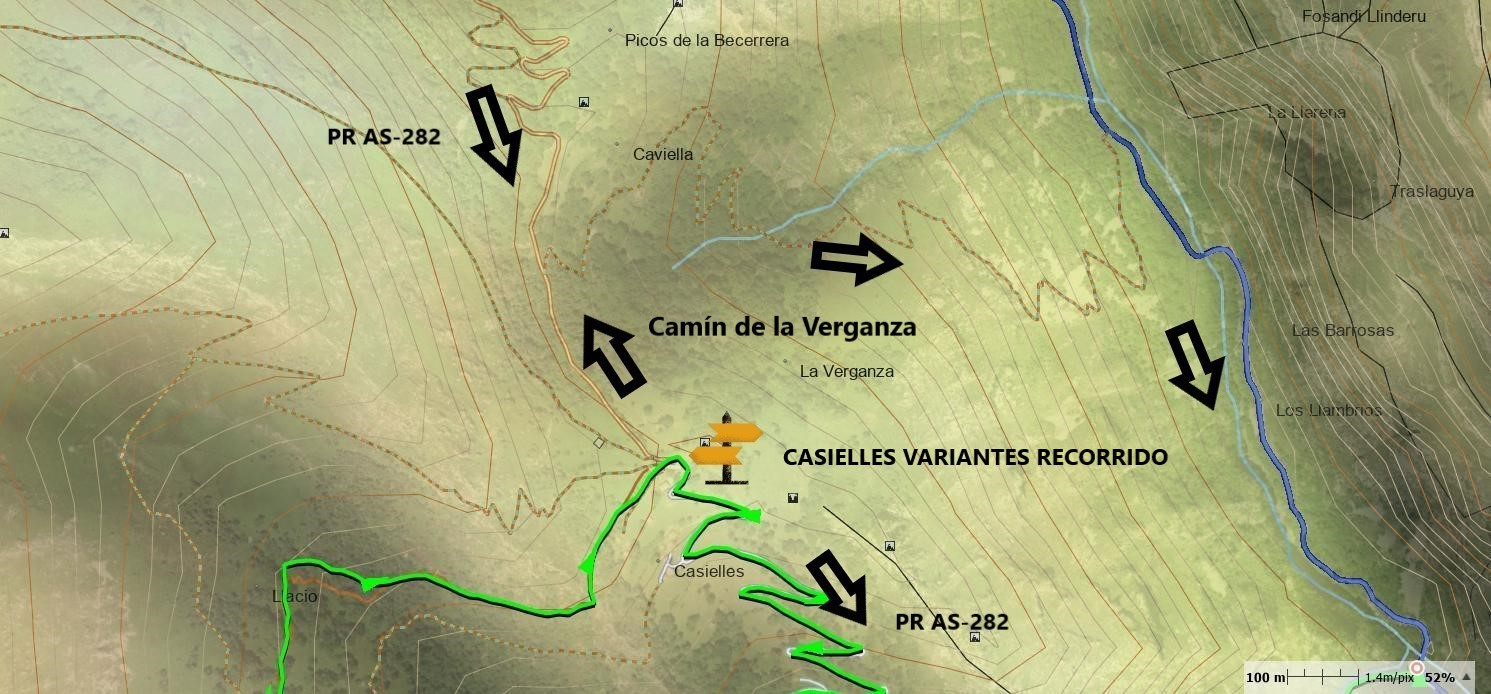 Fosandi Llinderu
Picos de la Becerrera
La Llarena
PR AS-282
Caviella
Traslaguya
Camín de la Verganza
Las Barrosas
La Verganza
Los Llambrios
CASIELLES VARIANTES RECORRIDO
Casielles
Llacio
PR AS-282
100 m 1.4m/pix 52%